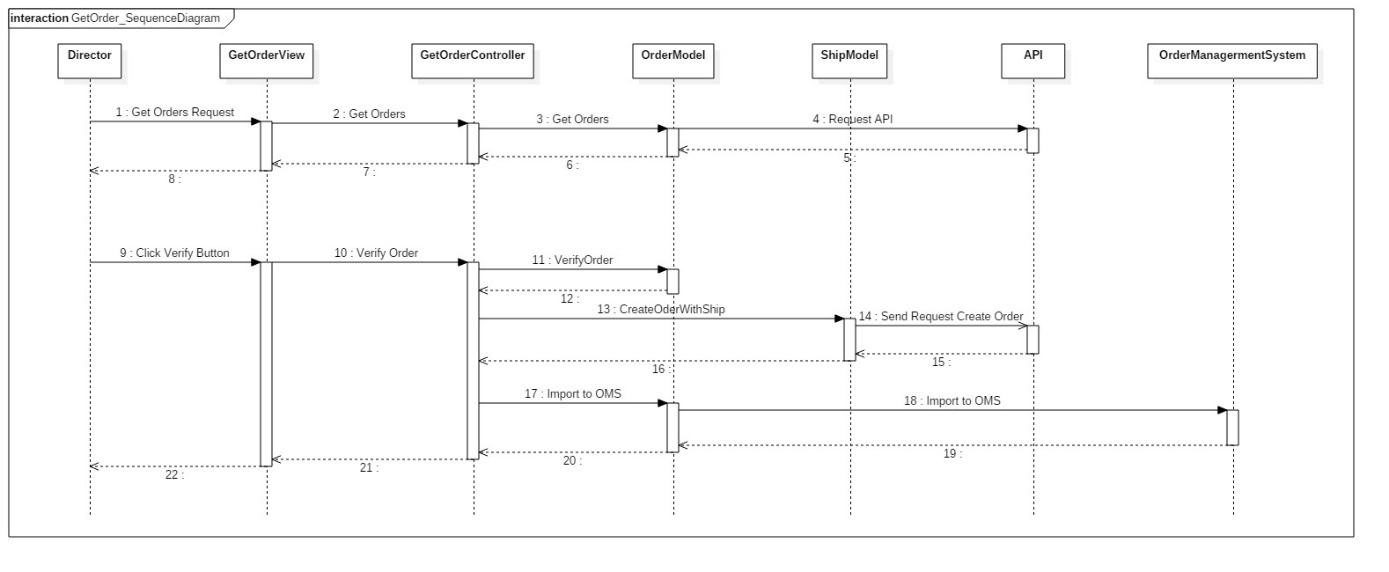 interaction GetOrder_SequenceDiagram
Director
GetOrderView
GetOrderController
OrderModel
ShipModel
API
OrderManagermentSystem
1 : Get Orders Request
2 : Get Orders
3 : Get Orders
4 : Request API
5 :
6 :
7 :
8 :
9 : Click Verify Button
10 : Verify Order
11 : VerifyOrder
12 :
13 : CreateOderWithShip
14 : Send Request Create Order
15 :
16 :
17 : Import to OMS
18 : Import to OMS
19 :
20 :
21 :
22 :